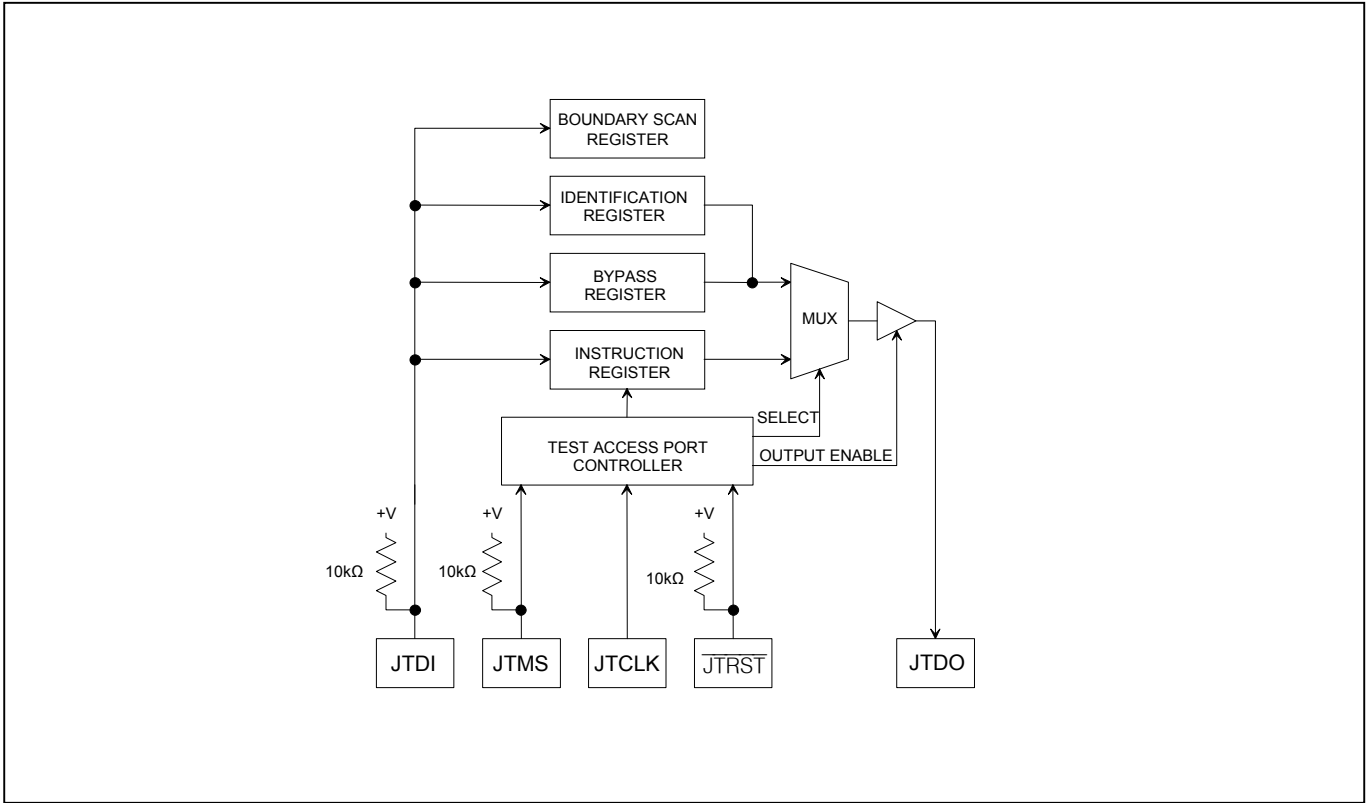 BOUNDARY SCAN
REGISTER
IDENTIFICATION
REGISTER
BYPASS
REGISTER
MUX
INSTRUCTION
REGISTER
SELECT
TEST ACCESS PORT
CONTROLLER
OUTPUT ENABLE
+V
+V
+V
10kΩ
10kΩ
10kΩ
JTDI
JTMS
JTCLK
J̅T̅R̅S̅T̅
JTDO